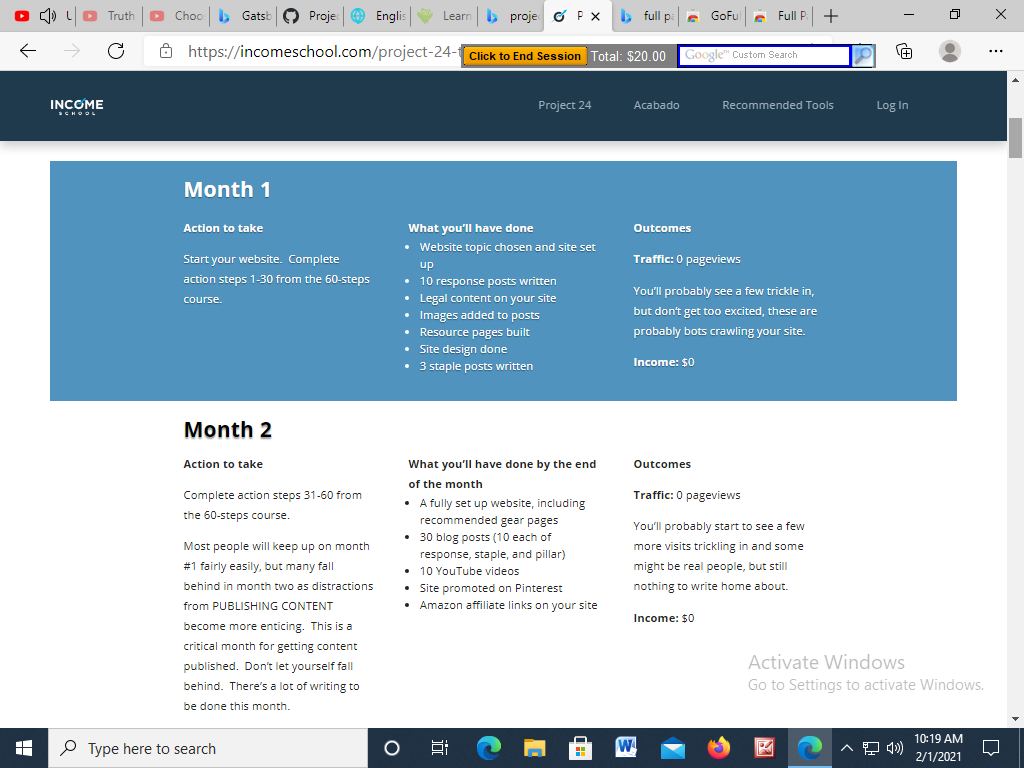 U
Truth
Choo
Gatsb
Projec
Englis
Learn
projec
P
full pa
GoFul
Full Pa
https://incomeschool.com/project-24-t
Click to End Session Total: $20.00 Google™ Custom Search
INCOME
SCHOOL
Project 24 Acabado Recommended Tools Log In
Month 1
Action to take
Start your website. Complete
action steps 1-30 from the 60-steps
course.
What you'll have done
• Website topic chosen and site set
up
• 10 response posts written
• Legal content on your site
• Images added to posts
• Resource pages built
• Site design done
• 3 staple posts written
Outcomes
Traffic: 0 pageviews
You'll probably see a few trickle in,
but don't get too excited, these are
probably bots crawling your site.
Income: $0
Month 2
Action to take
Complete action steps 31-60 from
the 60-steps course.
Most people will keep up on month
#1 fairly easily, but many fall
behind in month two as distractions
from PUBLISHING CONTENT
become more enticing. This is a
critical month for getting content
published. Don't let yourself fall
behind. There's a lot of writing to
be done this month.
What you'll have done by the end
of the month
• A fully set up website, including
recommended gear pages
• 30 blog posts (10 each of
response, staple, and pillar)
• 10 YouTube videos
• Site promoted on Pinterest
• Amazon affiliate links on your site
Outcomes
Traffic: 0 pageviews
You'll probably start to see a few
more visits trickling in and some
might be real people, but still
nothing to write home about.
Income: $0
Activate Windows
Go to Settings to activate Windows.
Type here to search
10:19 AM
2/1/2021